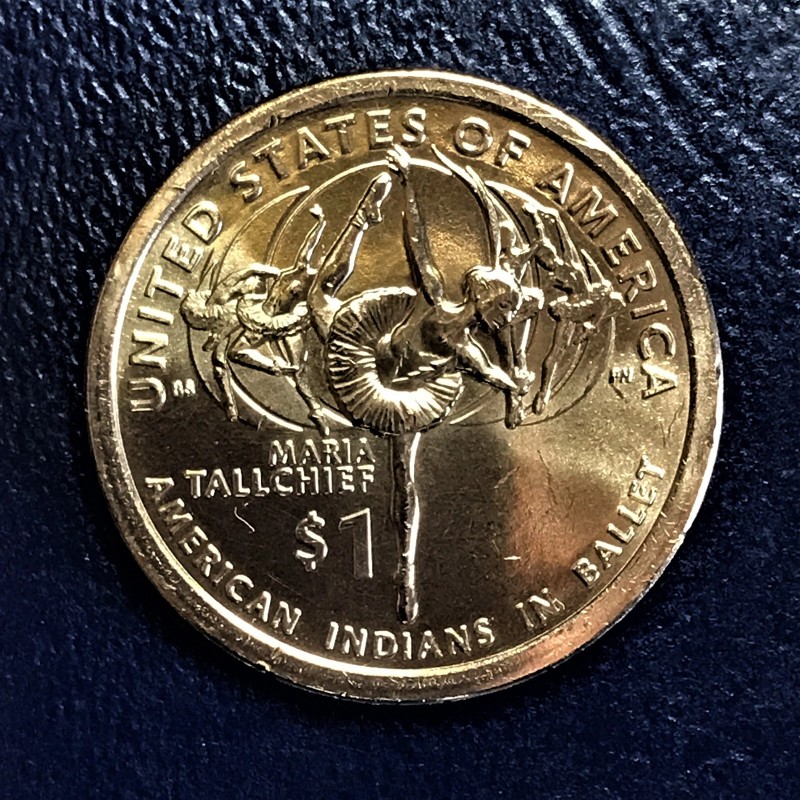 UNITED STATES OF AMERICA
MARIA
TALLCHIEF
$1
AMERICAN INDIANS IN BALLET